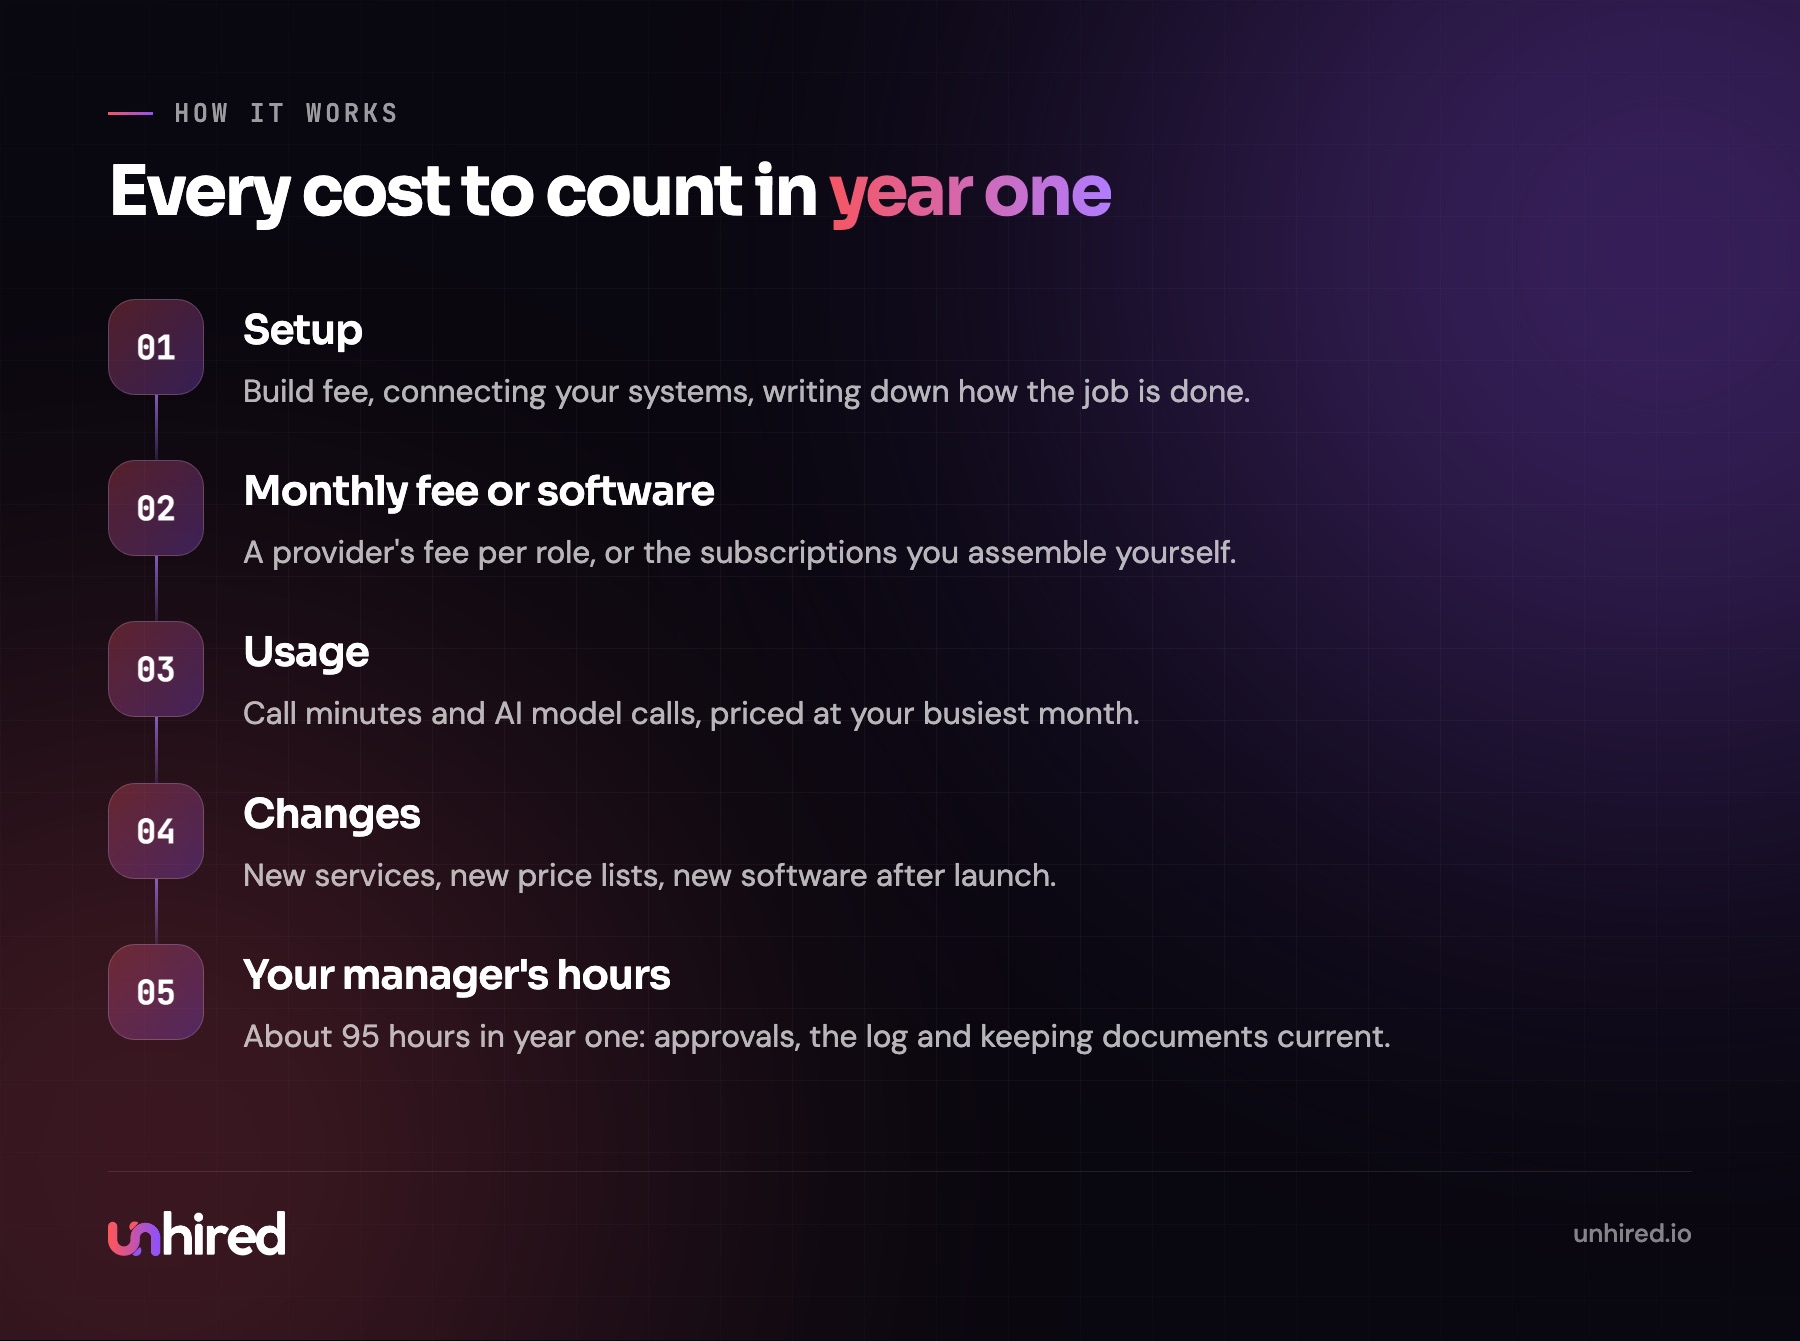 HOW IT WORKS
Every cost to count in year one
01
Setup
Build fee, connecting your systems, writing down how the job is done.
02
Monthly fee or software
A provider's fee per role, or the subscriptions you assemble yourself.
03
Usage
Call minutes and AI model calls, priced at your busiest month.
04
Changes
New services, new price lists, new software after launch.
05
Your manager's hours
About 95 hours in year one: approvals, the log and keeping documents current.
unhired
unhired.io